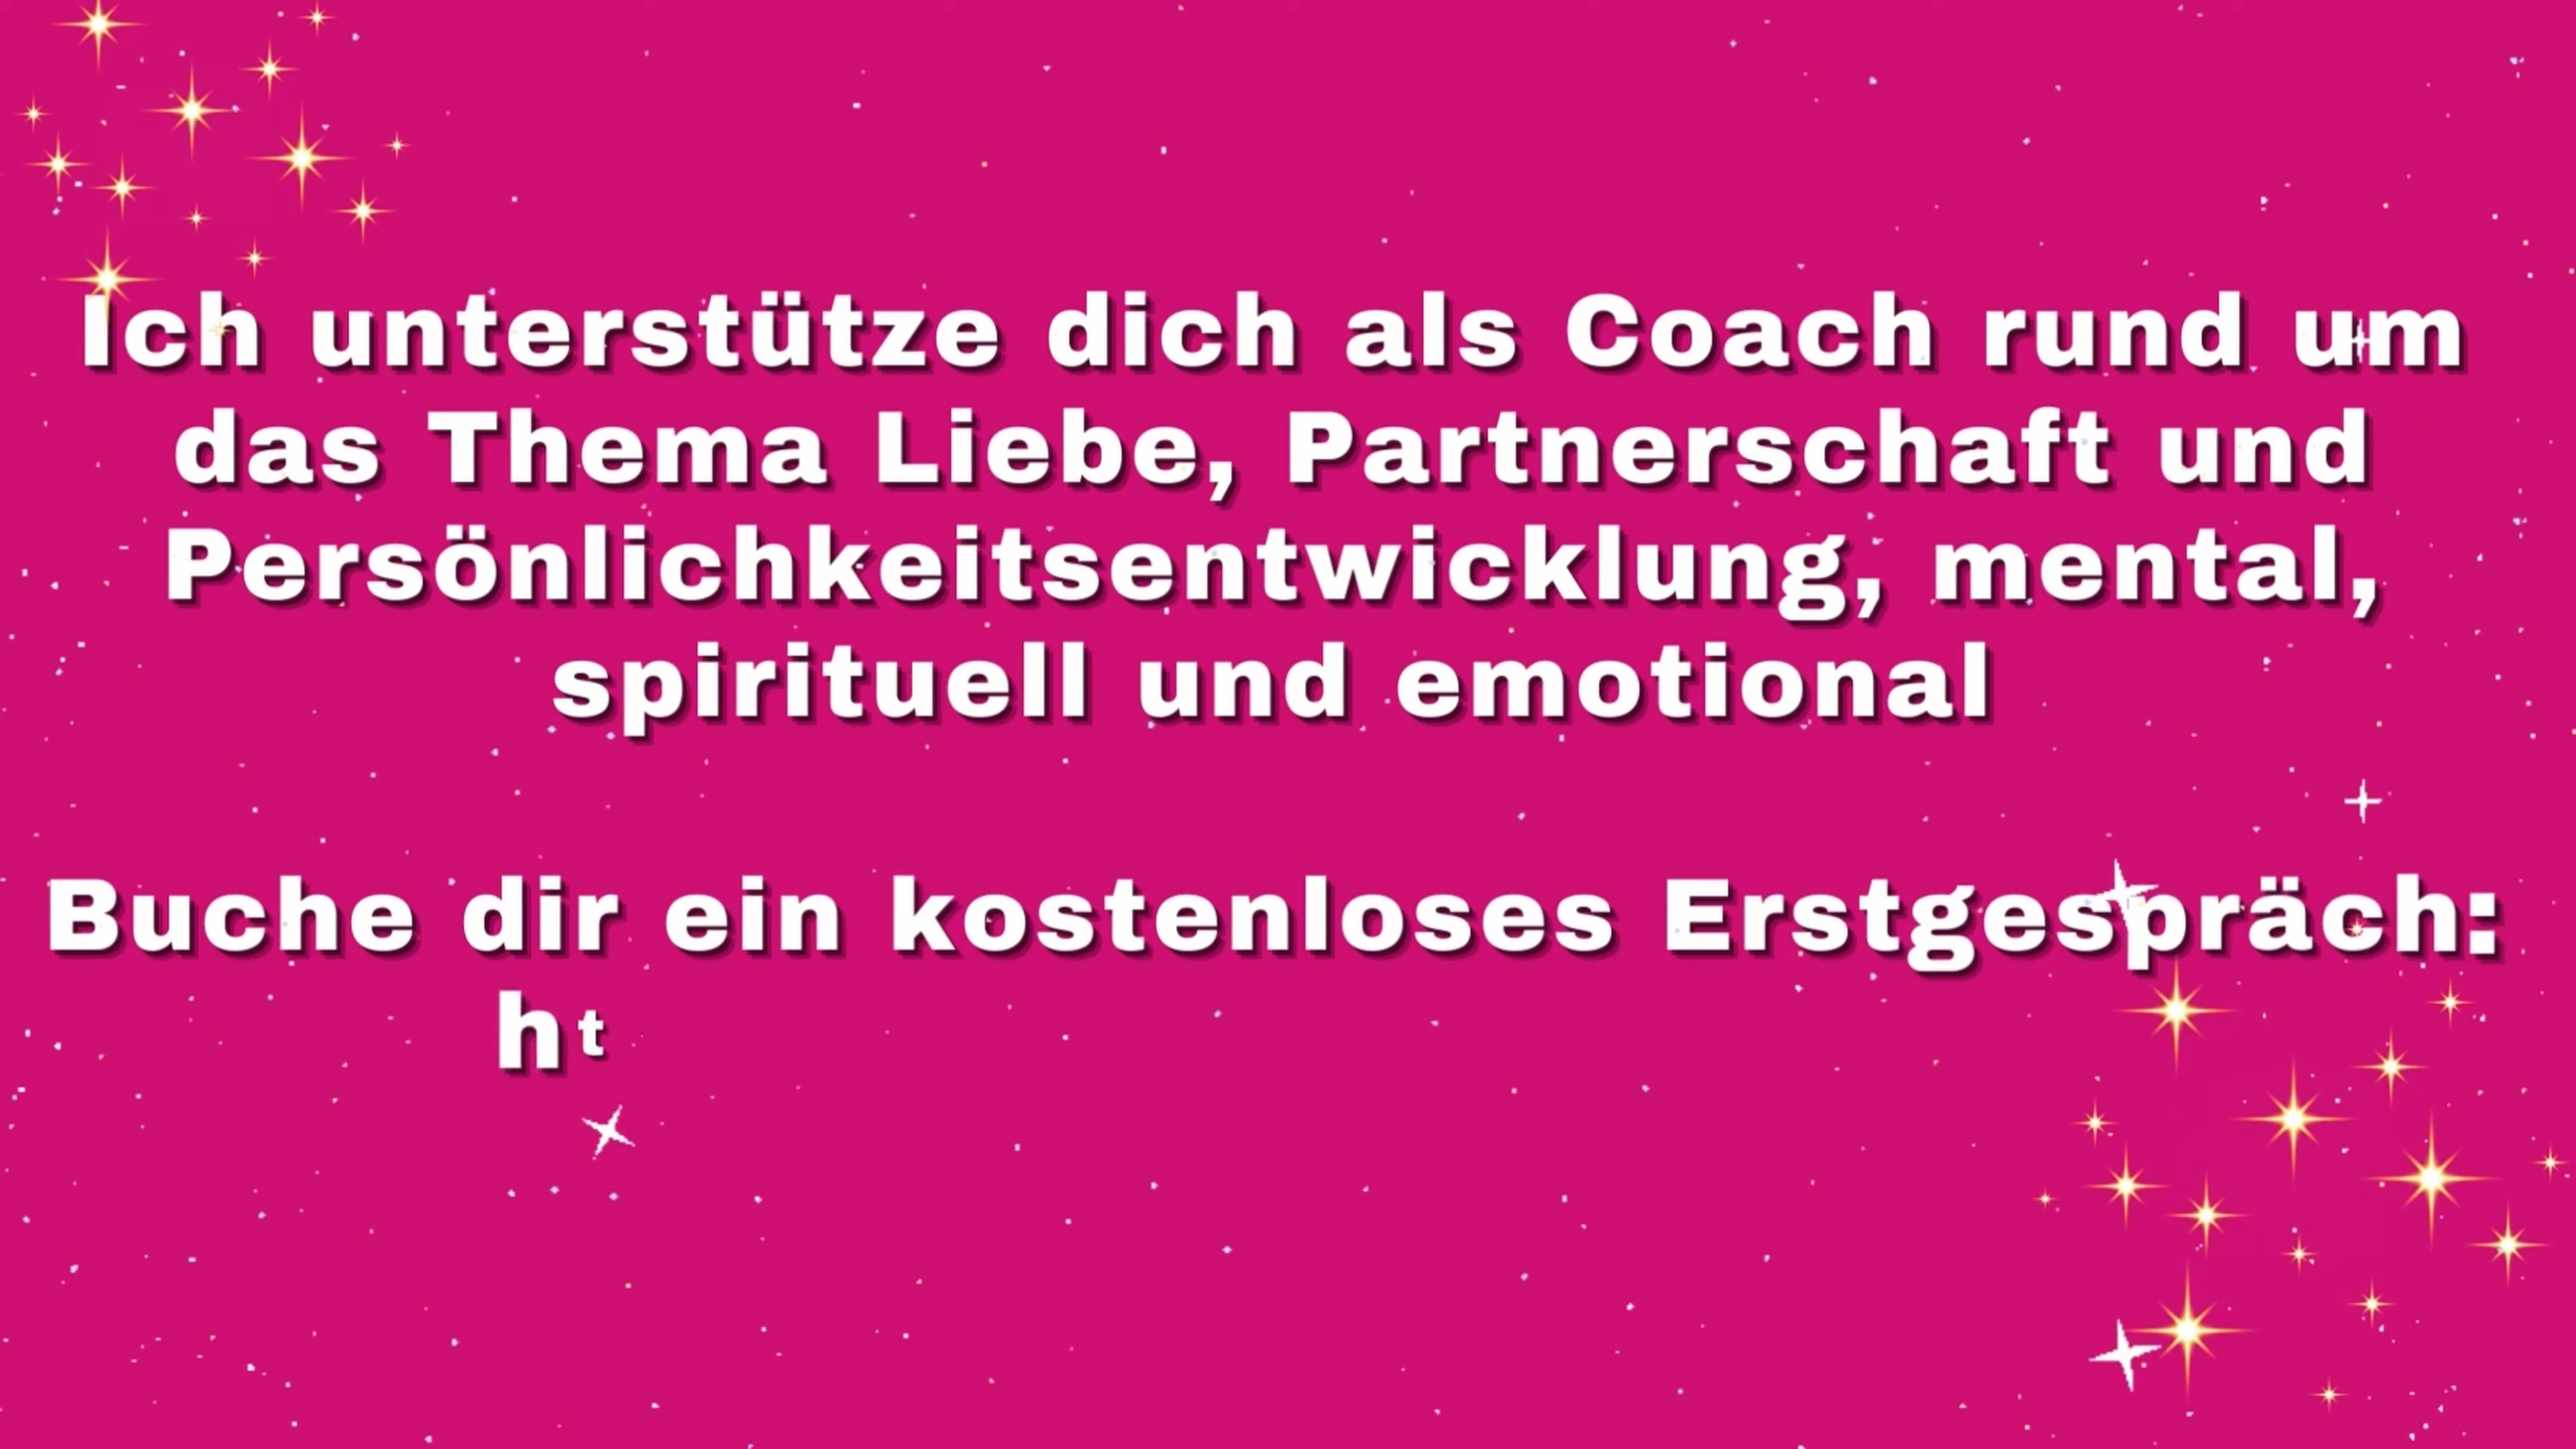 Ich unterstütze dich als Coach rund um
das Thema Liebe, Partnerschaft und
Persönlichkeitsentwicklung, mental,
spirituell und emotional
Buche dir ein kostenloses Erstgespräch:
ht